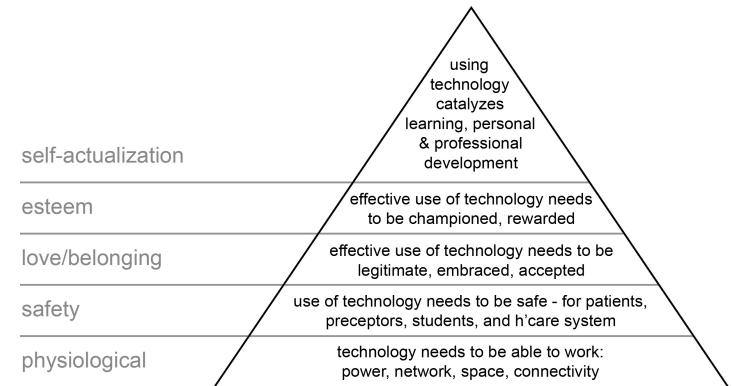 using
technology
catalyzes
learning, personal
& professional
development
self-actualization
effective use of technology needs
to be championed, rewarded
esteem
effective use of technology needs to be
legitimate, embraced, accepted
love/belonging
use of technology needs to be safe - for patients,
preceptors, students, and h'care system
safety
technology needs to be able to work:
power, network, space, connectivity
physiological